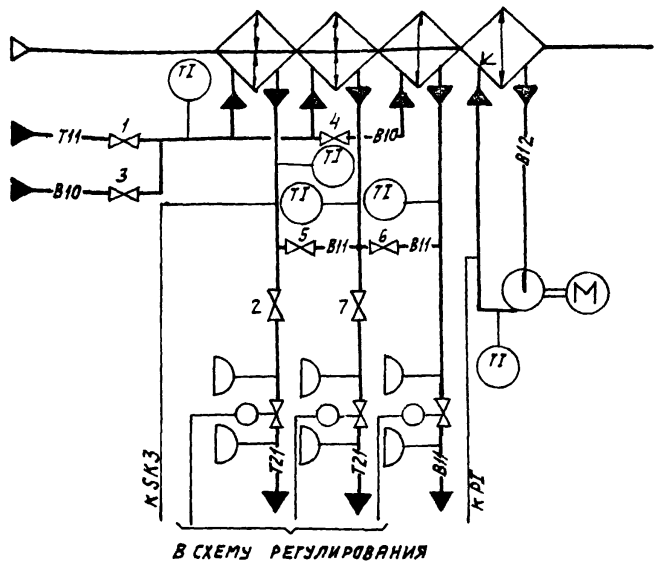 TI
T11
1
4
B10
B12
TI
B10
3
TI
TI
5
B11
6
B11
2
7
M
TI
T21
T21
B11
К SK3
К PI
В СХЕМУ РЕГУЛИРОВАНИЯ